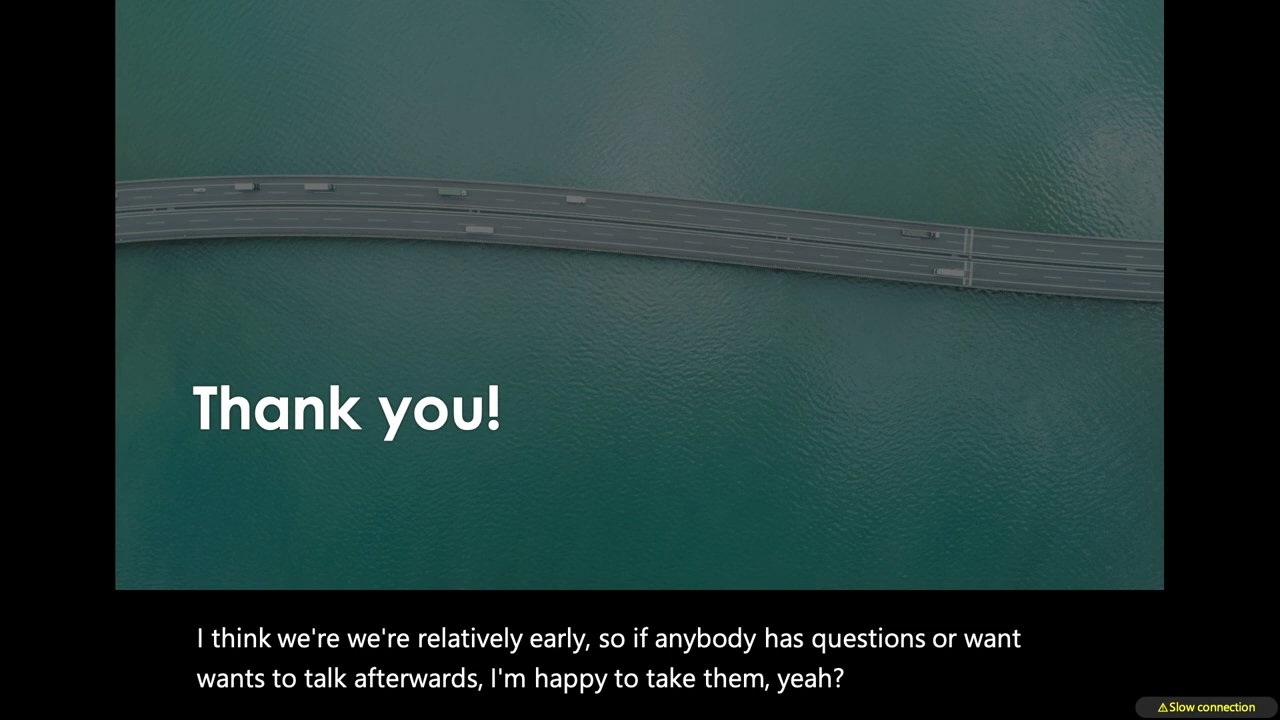 Thank you!
I think we're we're relatively early, so if anybody has questions or want
wants to talk afterwards, I'm happy to take them, yeah?
⚠Slow connection